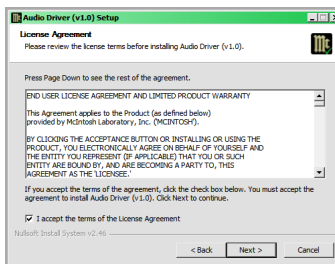 Audio Driver (v1.0) Setup
License Agreement
Please review the license terms before installing Audio Driver (v1.0).
Mc
Press Page Down to see the rest of the agreement.
END USER LICENSE AGREEMENT AND LIMITED PRODUCT WARRANTY
This Agreement applies to the Product (as defined below)
provided by McIntosh Laboratory, Inc. ('MCINTOSH').
BY CLICKING THE ACCEPTANCE BUTTON OR INSTALLING OR USING THE
PRODUCT, YOU ELECTRONICALLY AGREE ON BEHALF OF YOURSELF AND
THE ENTITY YOU REPRESENT (IF APPLICABLE) THAT YOU OR SUCH
ENTITY ARE BOUND BY, AND ARE BECOMING A PARTY TO, THIS
AGREEMENT AS THE 'LICENSEE.'
If you accept the terms of the agreement, click the check box below. You must accept the
agreement to install Audio Driver (v1.0). Click Next to continue.
I accept the terms of the License Agreement
Nullsoft Install System v2.46
< Back
Next >
Cancel